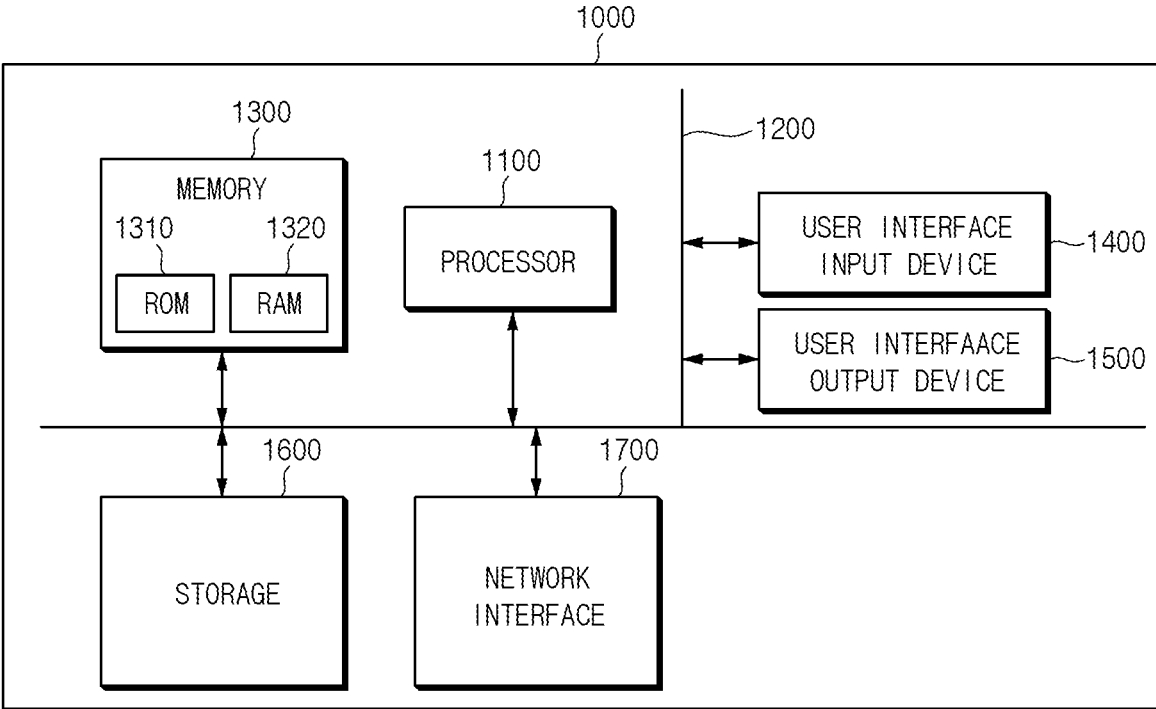 1000
1300
MEMORY
1310
1320
ROM
RAM
1100
PROCESSOR
1200
USER INTERFACE
INPUT DEVICE
1400
USER INTERFAACE
OUTPUT DEVICE
1500
1600
STORAGE
1700
NETWORK
INTERFACE